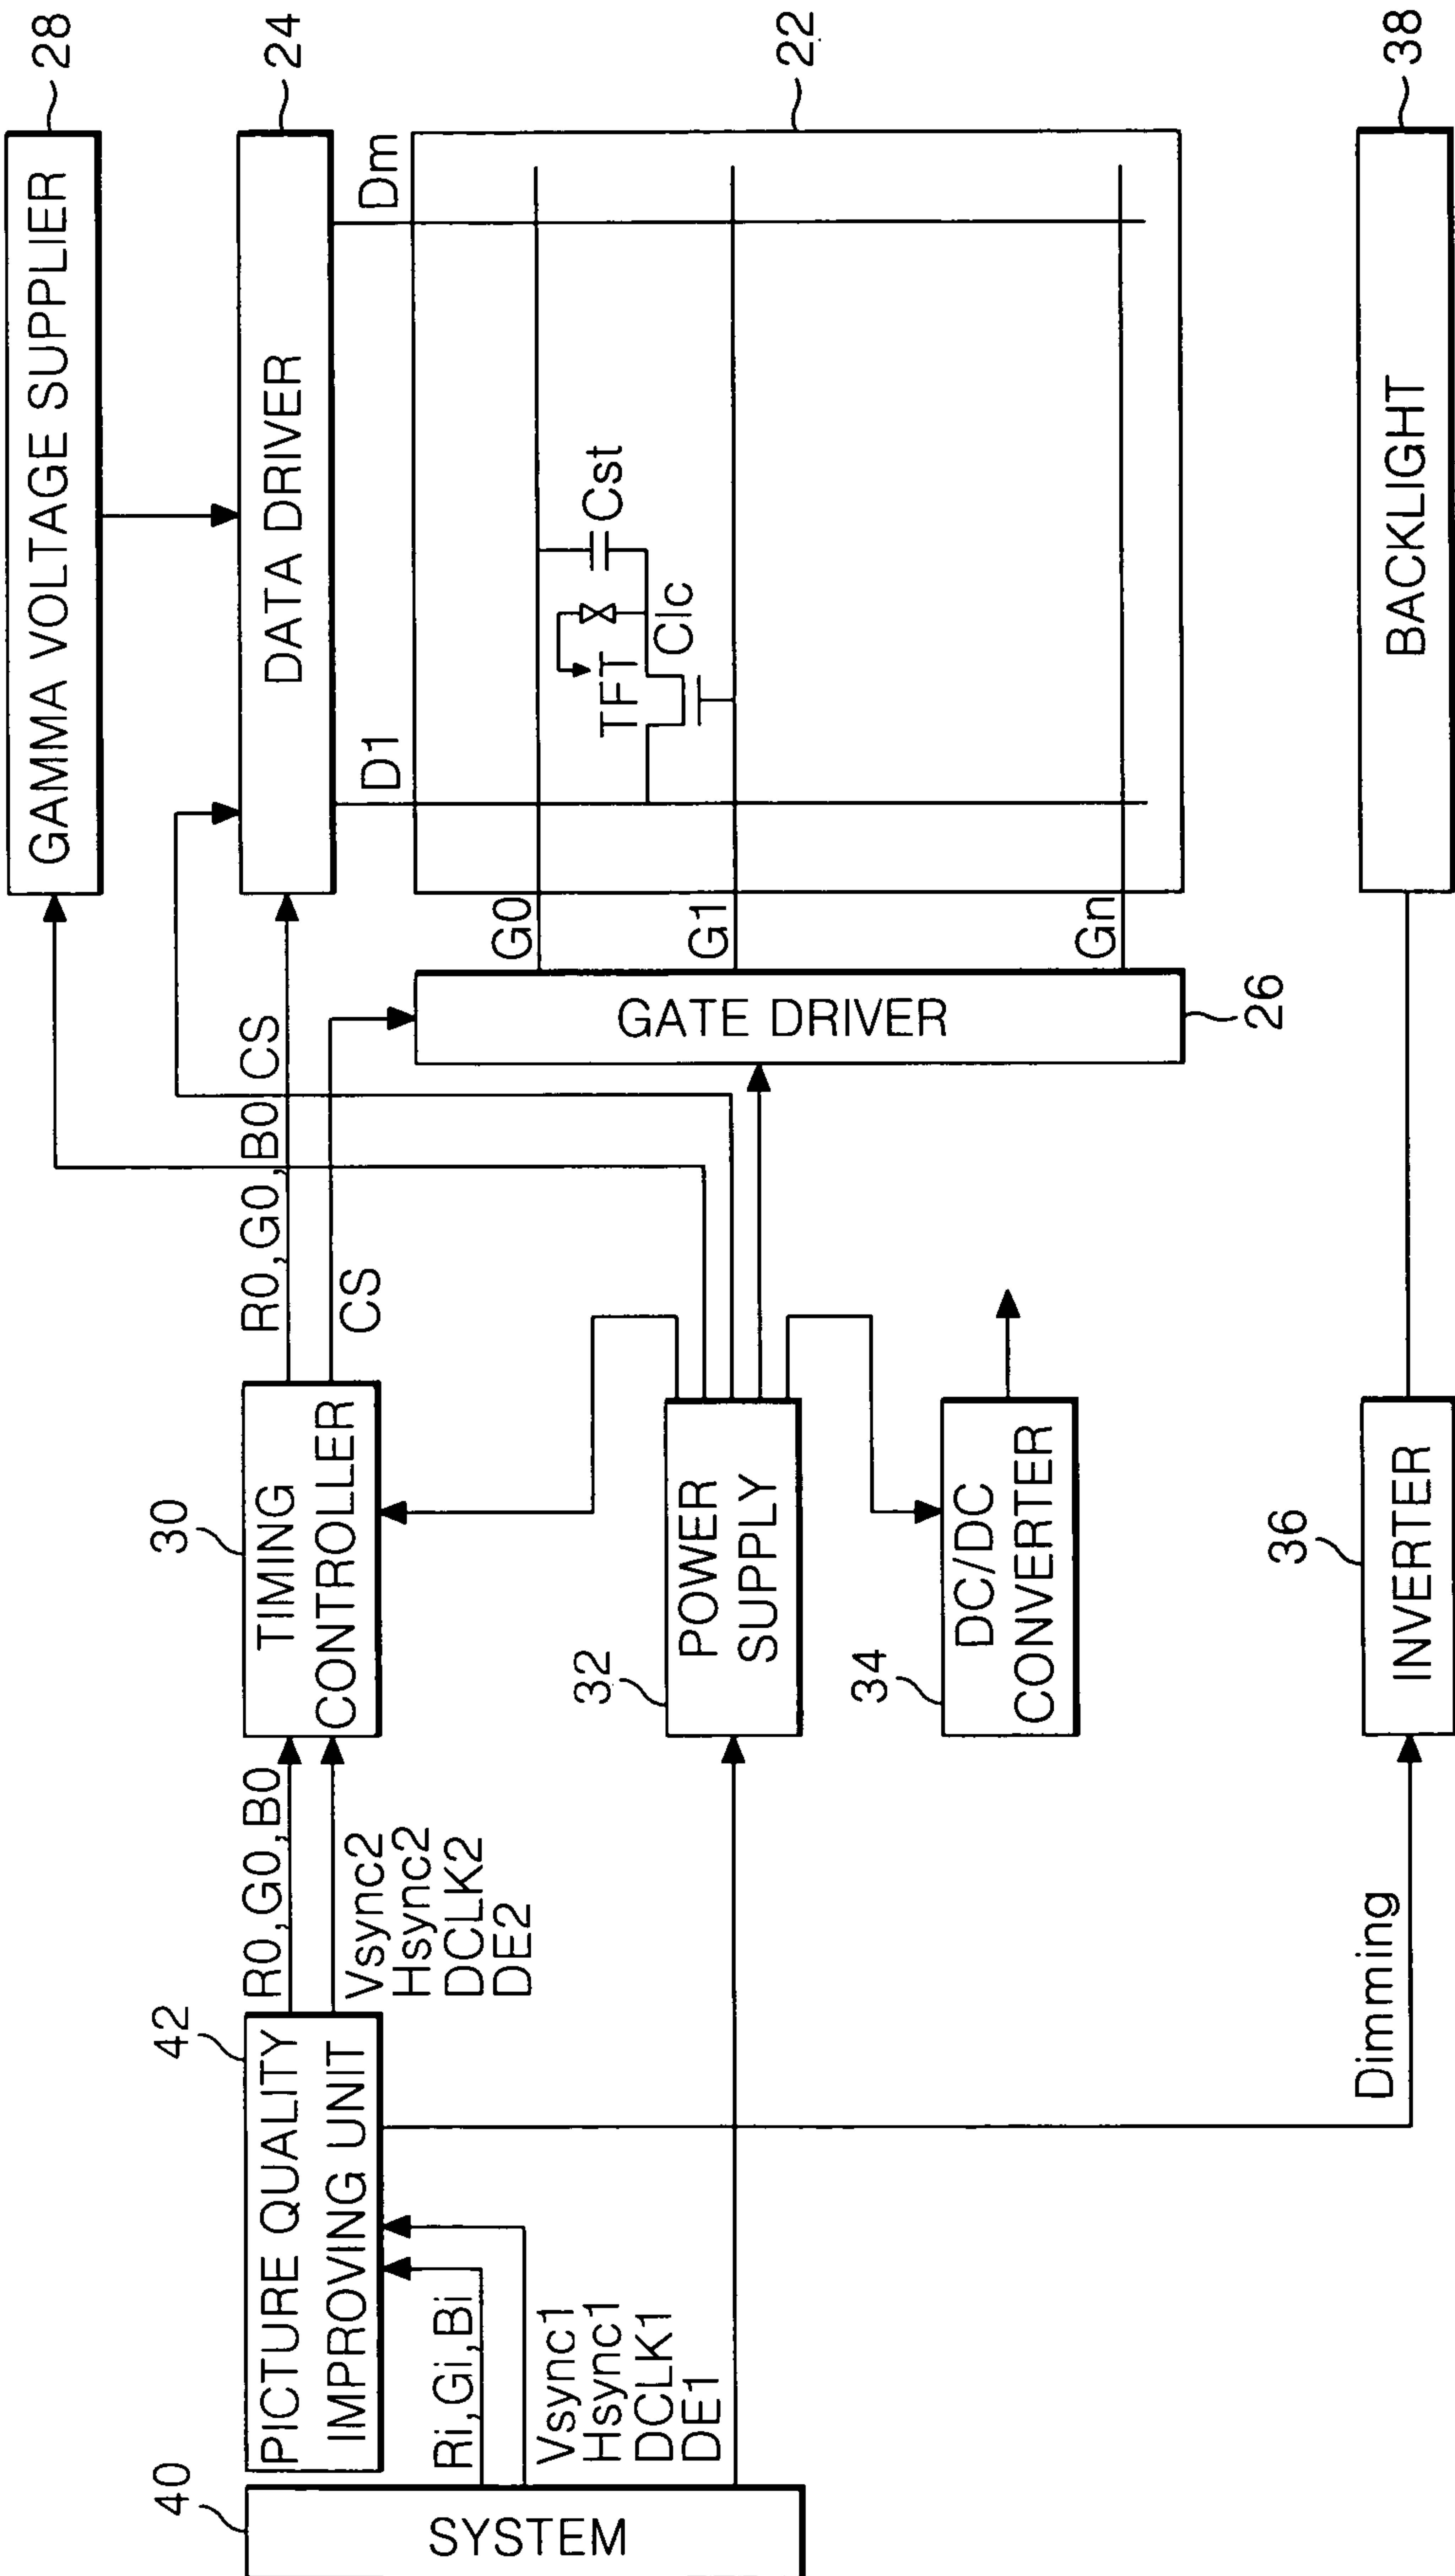 GAMMA VOLTAGE SUPPLIER
28
DATA DRIVER
24
40
SYSTEM
42
PICTURE QUALITY
IMPROVING UNIT
Ri,Gi,Bi
Vsync1
Hsync1
DCLK1
DE1
R0,G0,B0
Vsync2
Hsync2
DCLK2
DE2
30
TIMING
CONTROLLER
R0,G0,B0
CS
CS
32
POWER
SUPPLY
34
DC/DC
CONVERTER
GATE DRIVER
26
G0
G1
Gn
D1
Dm
TFT
Clc
Cst
22
Dimming
36
INVERTER
BACKLIGHT
38